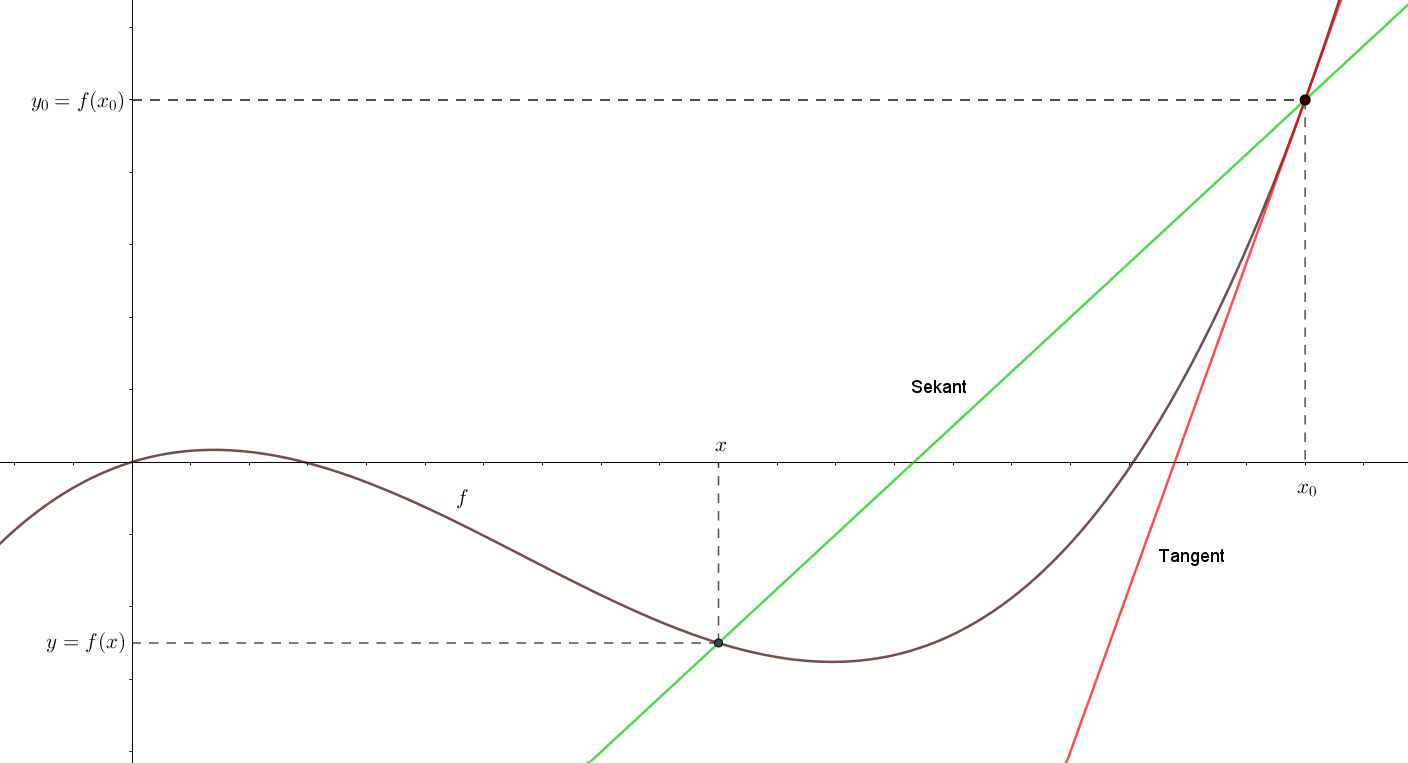 y₀ = f(x₀)
Sekant
x
f
x₀
Tangent
y = f(x)